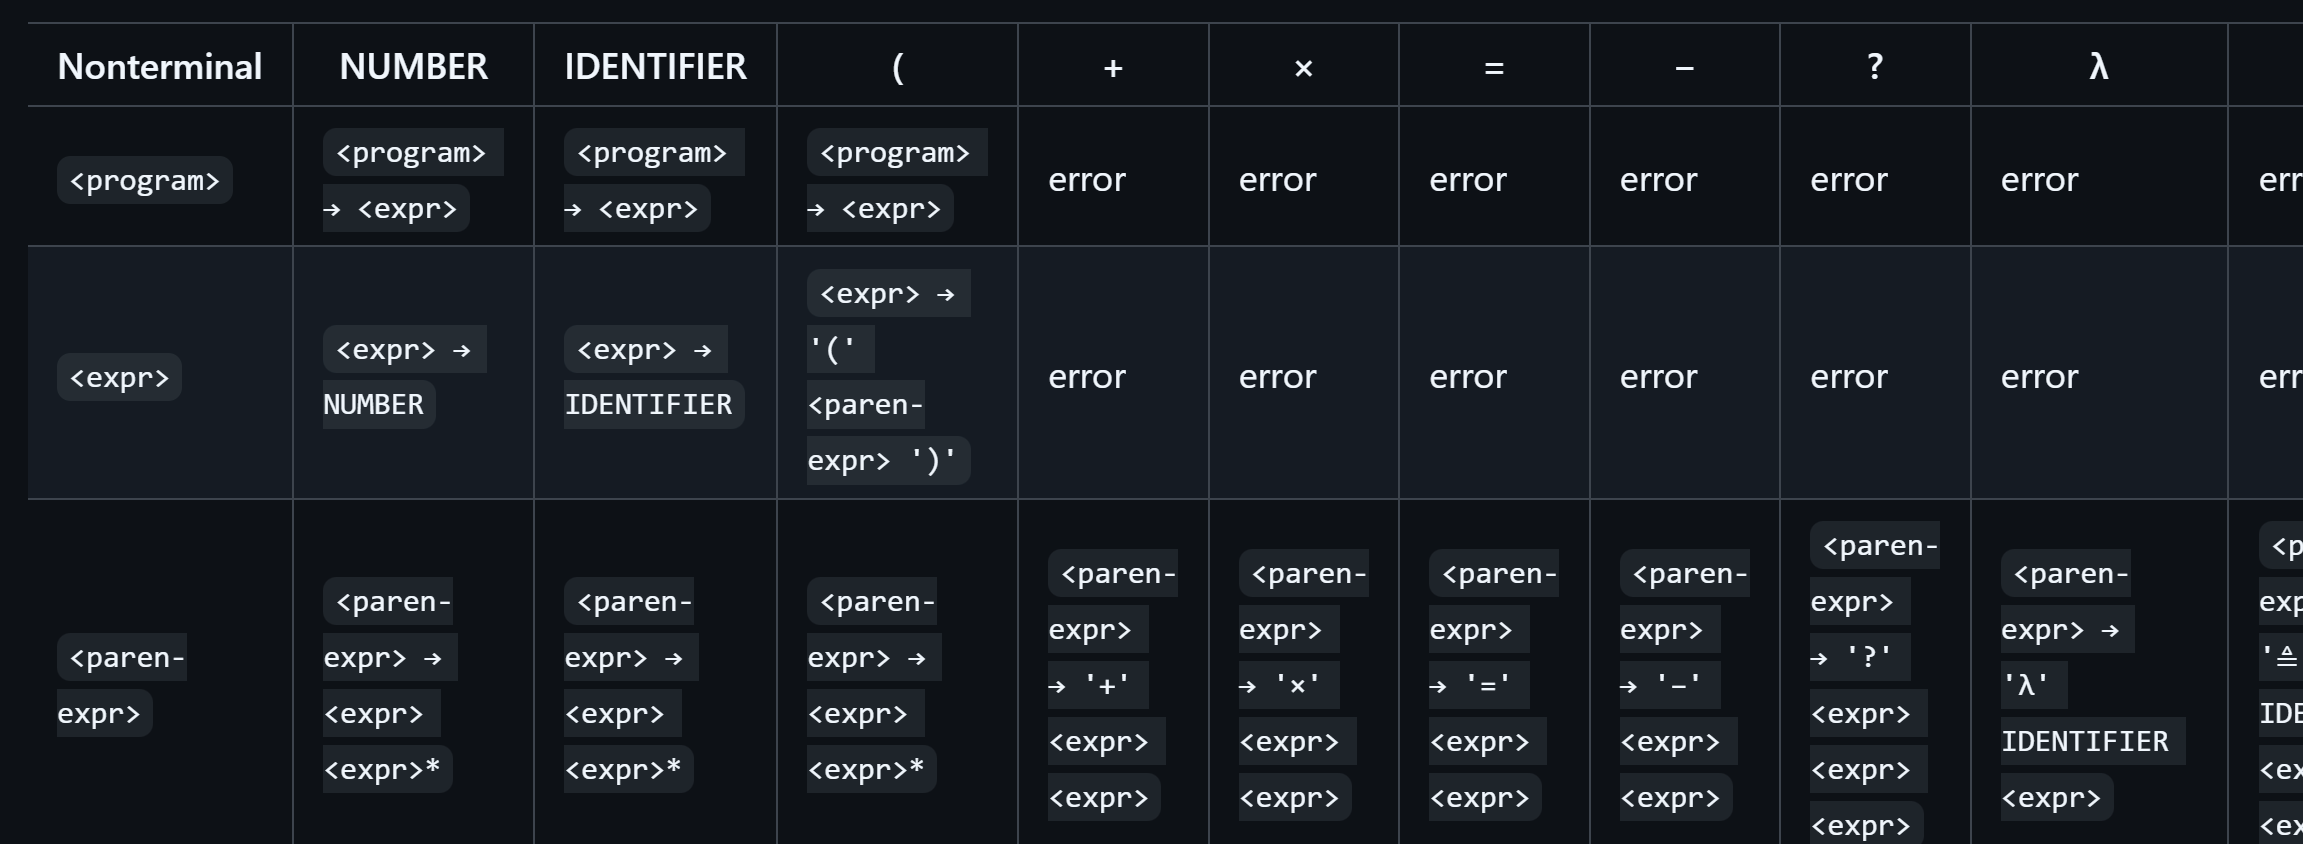 Nonterminal NUMBER IDENTIFIER ( + × = − ? λ
<program>
<program>
→ <expr>
<program>
→ <expr>
<program>
→ <expr>
error
error
error
error
error
error
err
<expr>
<expr> →
NUMBER
<expr> →
IDENTIFIER
<expr> →
'('
<paren-
expr> ')'
error
error
error
error
error
error
err
<paren-
expr>
<paren-
expr> →
<expr>
<expr>*
<paren-
expr> →
<expr>
<expr>*
<paren-
expr> →
<expr>
<expr>*
<paren-
expr>
→ '+'
<expr>
<expr>
<paren-
expr>
→ '×'
<expr>
<expr>
<paren-
expr>
→ '='
<expr>
<expr>
<paren-
expr>
→ '−'
<expr>
<expr>
<paren-
expr>
→ '?'
<expr>
<expr>
<expr>
<paren-
expr> →
'λ'
IDENTIFIER
<expr>
<p
exp
'≜
IDE
<ex
<ex